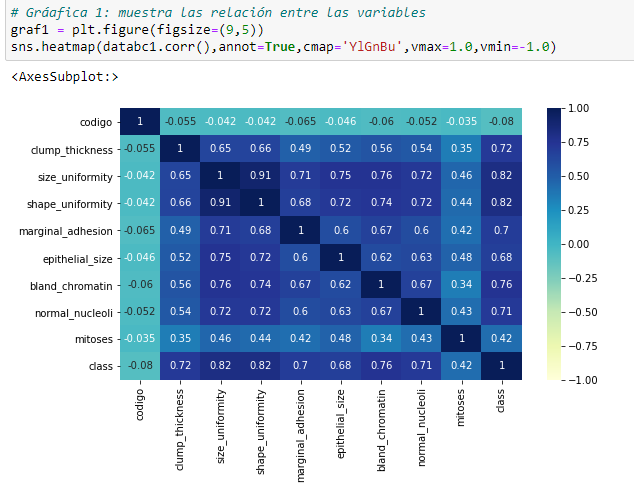 # Gráafica 1: muestra las relación entre las variables
graf1 = plt.figure(figsize=(9,5))
sns.heatmap(databc1.corr(),annot=True,cmap='YlGnBu',vmax=1.0,vmin=-1.0)
<AxesSubplot:>
codigo 1 -0.055 -0.042 -0.042 -0.065 -0.046 -0.06 -0.052 -0.035 -0.08
clump_thickness -0.055 1 0.65 0.66 0.49 0.52 0.56 0.54 0.35 0.72
size_uniformity -0.042 0.65 1 0.91 0.71 0.75 0.76 0.72 0.46 0.82
shape_uniformity -0.042 0.66 0.91 1 0.68 0.72 0.74 0.72 0.44 0.82
marginal_adhesion -0.065 0.49 0.71 0.68 1 0.6 0.67 0.6 0.42 0.7
epithelial_size -0.046 0.52 0.75 0.72 0.6 1 0.62 0.63 0.48 0.68
bland_chromatin -0.06 0.56 0.76 0.74 0.67 0.62 1 0.67 0.34 0.76
normal_nucleoli -0.052 0.54 0.72 0.72 0.6 0.63 0.67 1 0.43 0.71
mitoses -0.035 0.35 0.46 0.44 0.42 0.48 0.34 0.43 1 0.42
class -0.08 0.72 0.82 0.82 0.7 0.68 0.76 0.71 0.42 1
codigo
clump_thickness
size_uniformity
shape_uniformity
marginal_adhesion
epithelial_size
bland_chromatin
normal_nucleoli
mitoses
class
1.00
0.75
0.50
0.25
0.00
−0.25
−0.50
−0.75
−1.00